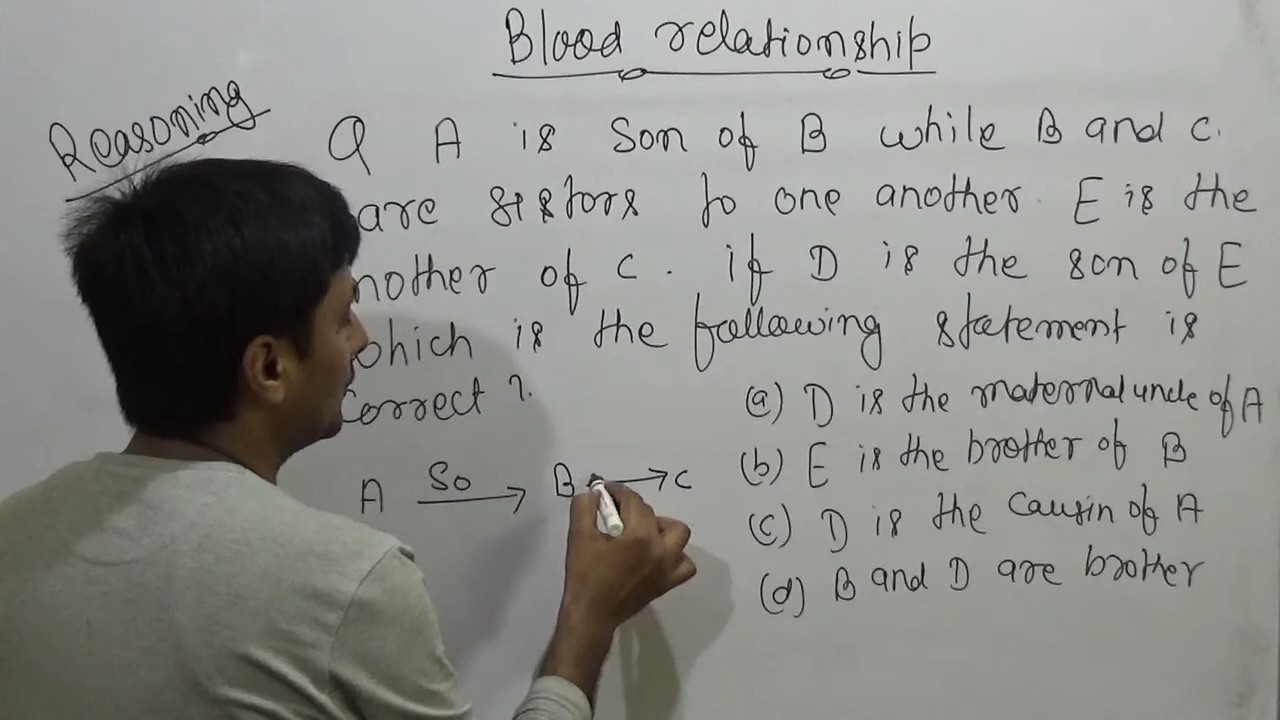 Blood relationship
Reasoning
Q A is Son of B while B and C.
are sistors to one another. E is the
mother of C. if D is the son of E
which is the following statement is
Correct ?.
(a) D is the maternal uncle of A
(b) E is the brother of B
(c) D is the Causin of A
(d) B and D are brother
A So B C